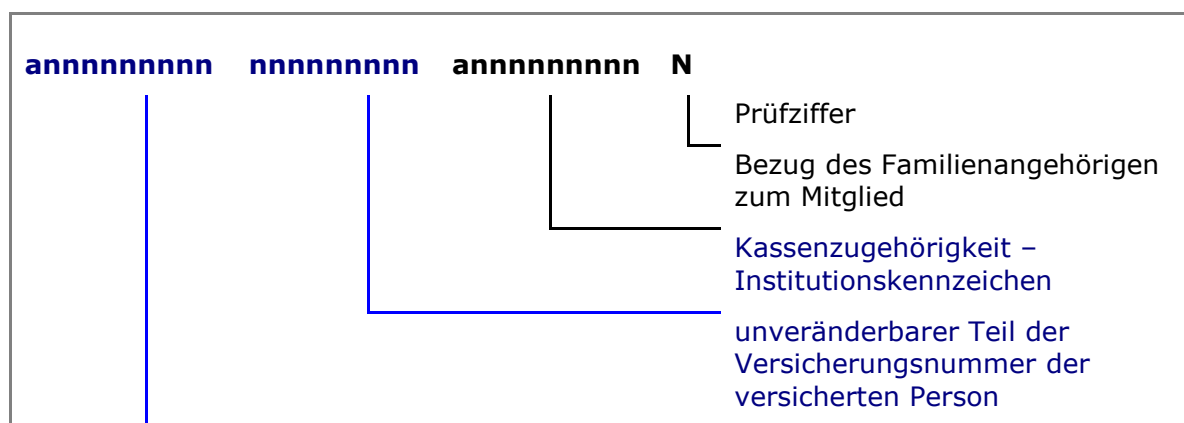 annnnnnnnn nnnnnnnnn annnnnnnnn N
Prüfziffer
Bezug des Familienangehörigen
zum Mitglied
Kassenzugehörigkeit –
Institutionskennzeichen
unveränderbarer Teil der
Versicherungsnummer der
versicherten Person